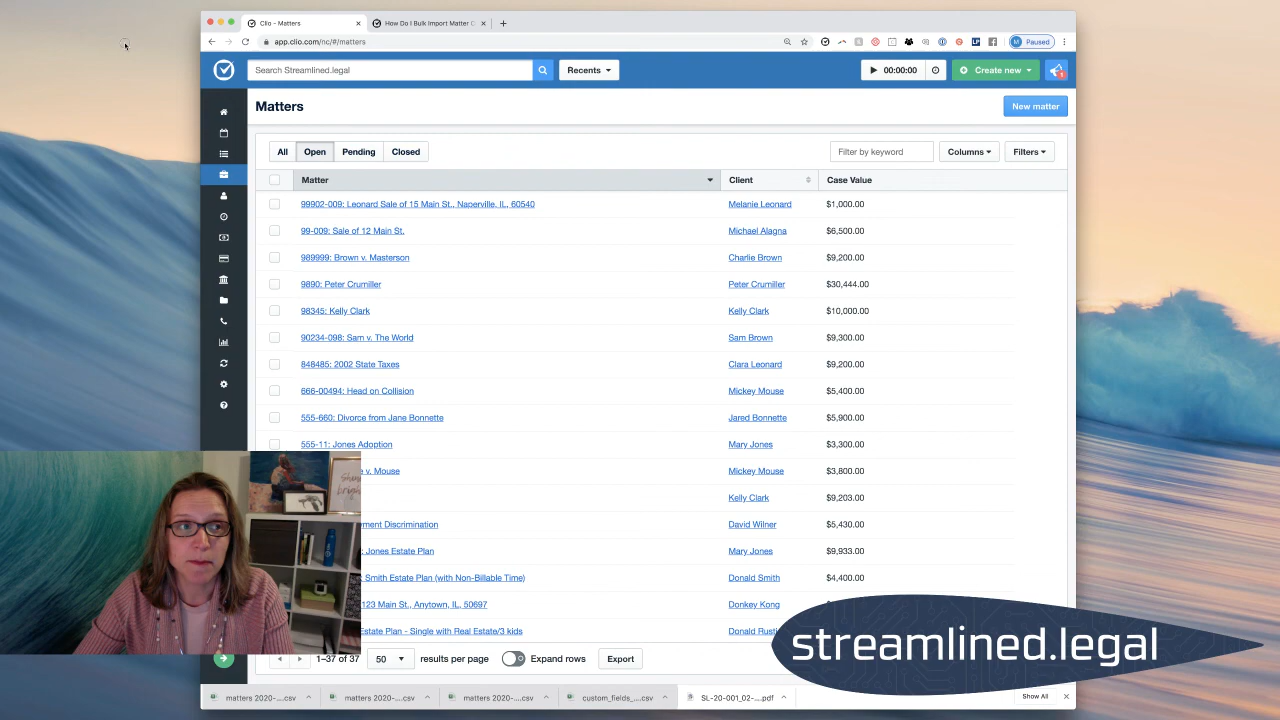 Clio - Matters
How Do I Bulk Import Matter C
app.clio.com/nc/#/matters
Paused
Search Streamlined.legal
Recents
00:00:00
Create new
1
Matters
New matter
All
Open
Pending
Closed
Filter by keyword
Columns
Filters
Matter
Client
Case Value
99902-009: Leonard Sale of 15 Main St., Naperville, IL, 60540
Melanie Leonard
$1,000.00
99-009: Sale of 12 Main St.
Michael Alagna
$6,500.00
989999: Brown v. Masterson
Charlie Brown
$9,200.00
9890: Peter Crumiller
Peter Crumiller
$30,444.00
98345: Kelly Clark
Kelly Clark
$10,000.00
90234-098: Sam v. The World
Sam Brown
$9,300.00
848485: 2002 State Taxes
Clara Leonard
$9,200.00
666-00494: Head on Collision
Mickey Mouse
$5,400.00
555-660: Divorce from Jane Bonnette
Jared Bonnette
$5,900.00
555-11: Jones Adoption
Mary Jones
$3,300.00
v. Mouse
Mickey Mouse
$3,800.00
Kelly Clark
$9,203.00
ment Discrimination
David Wilner
$5,430.00
: Jones Estate Plan
Mary Jones
$9,933.00
Smith Estate Plan (with Non-Billable Time)
Donald Smith
$4,400.00
123 Main St., Anytown, IL, 50697
Donkey Kong
Estate Plan - Single with Real Estate/3 kids
Donald Rusti
streamlined.legal
1–37 of 37
50
results per page
Expand rows
Export
matters 2020-....csv
matters 2020-....csv
matters 2020-....csv
custom_fields_....csv
SL-20-001_02-....pdf
Show All